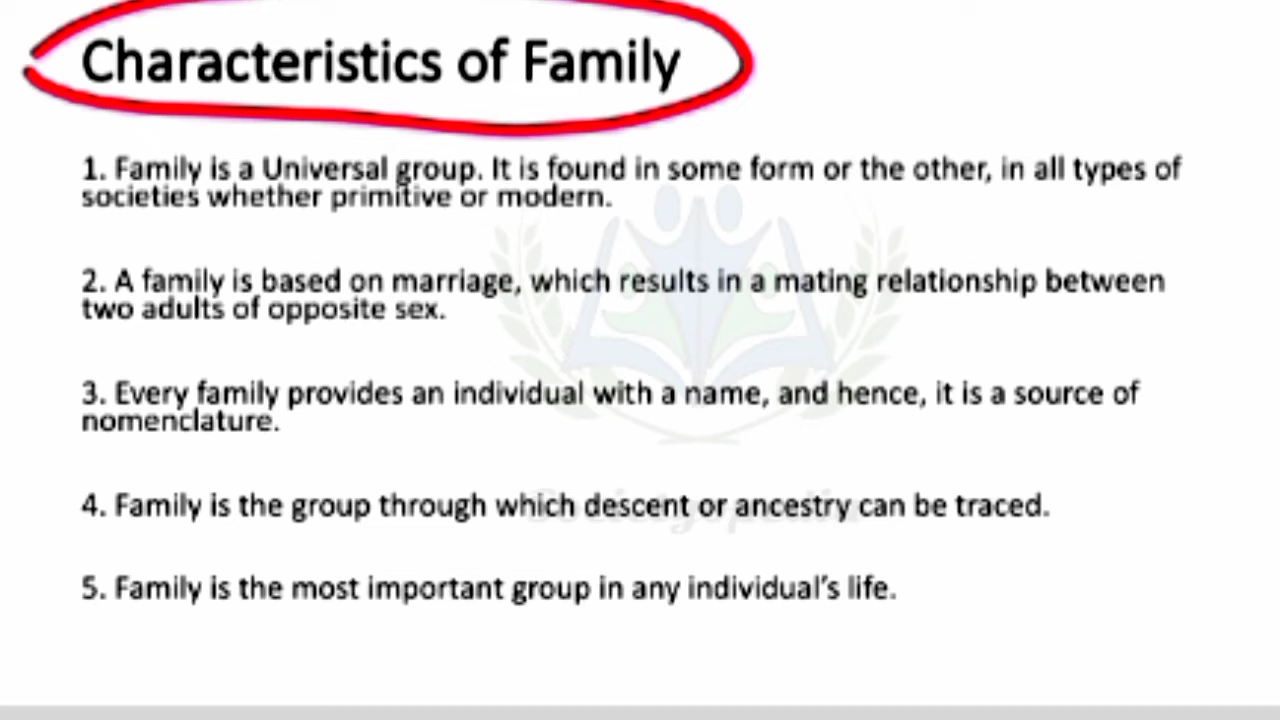 Characteristics of Family
1. Family is a Universal group. It is found in some form or the other, in all types of
societies whether primitive or modern.
2. A family is based on marriage, which results in a mating relationship between
two adults of opposite sex.
3. Every family provides an individual with a name, and hence, it is a source of
nomenclature.
4. Family is the group through which descent or ancestry can be traced.
5. Family is the most important group in any individual's life.